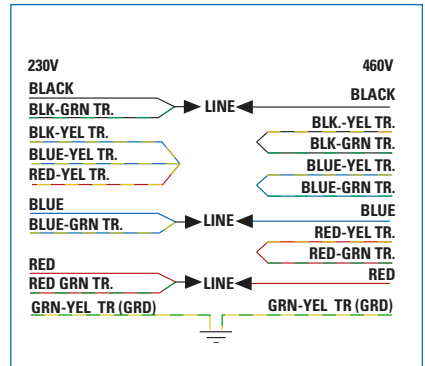 230V
460V
BLACK
BLK-GRN TR.
LINE
BLACK
BLK-YEL TR.
BLUE-YEL TR.
RED-YEL TR.
BLK.-YEL TR.
BLK-GRN TR.
BLUE-YEL TR.
BLUE-GRN TR.
BLUE
BLUE-GRN TR.
LINE
BLUE
RED-YEL TR.
RED-GRN TR.
RED
RED GRN TR.
LINE
RED
GRN-YEL TR (GRD)
GRN-YEL TR (GRD)